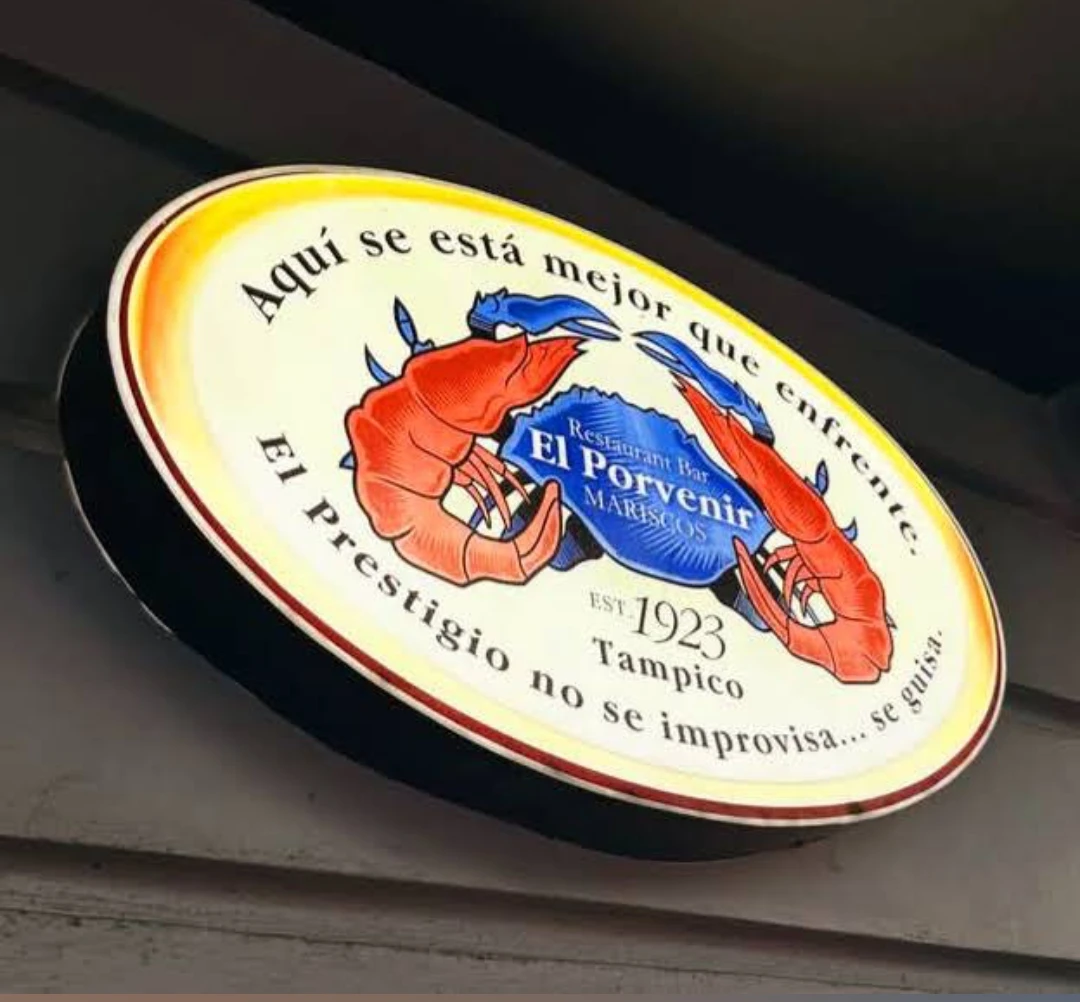 Aquí se está mejor que enfrente.
Restaurant Bar
El Porvenir
MARISCOS
EST. 1923
Tampico
El Prestigio no se improvisa... se guisa.